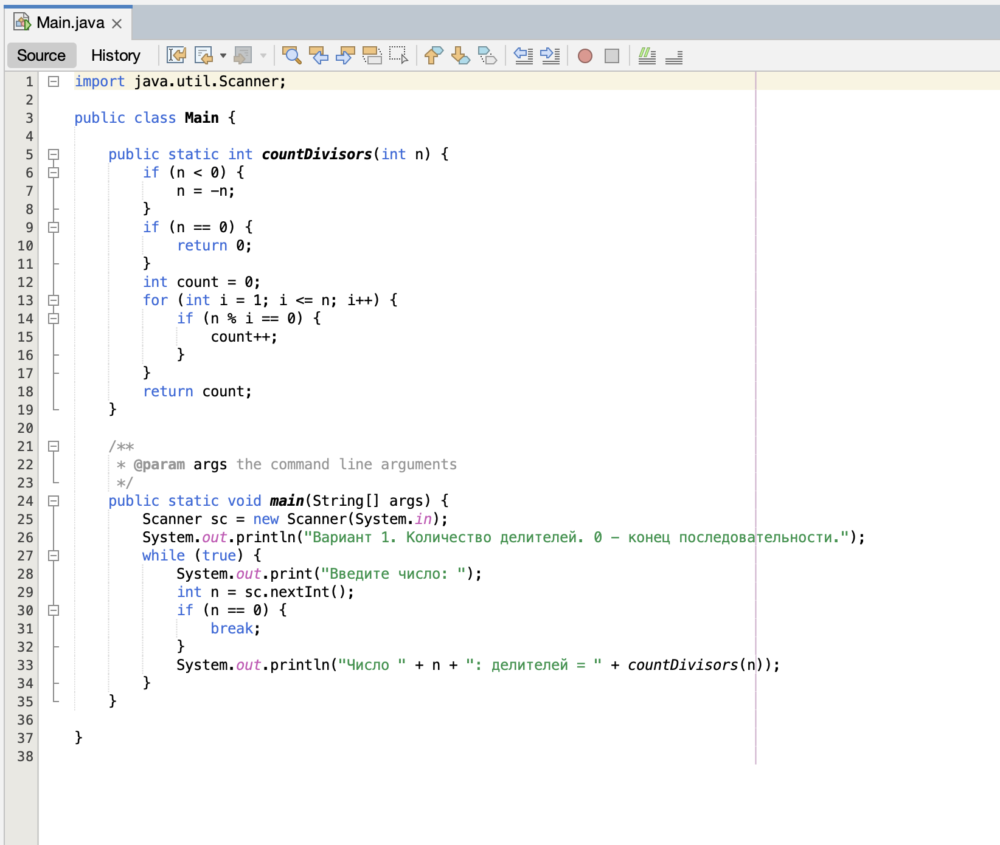 Main.java
Source History
1 import java.util.Scanner;
2
3 public class Main {
4
5     public static int countDivisors(int n) {
6         if (n < 0) {
7             n = -n;
8         }
9         if (n == 0) {
10             return 0;
11         }
12         int count = 0;
13         for (int i = 1; i <= n; i++) {
14             if (n % i == 0) {
15                 count++;
16             }
17         }
18         return count;
19     }
20
21     /**
22      * @param args the command line arguments
23      */
24     public static void main(String[] args) {
25         Scanner sc = new Scanner(System.in);
26         System.out.println("Вариант 1. Количество делителей. 0 – конец последовательности.");
27         while (true) {
28             System.out.print("Введите число: ");
29             int n = sc.nextInt();
30             if (n == 0) {
31                 break;
32             }
33             System.out.println("Число " + n + ": делителей = " + countDivisors(n));
34         }
35     }
36
37 }
38